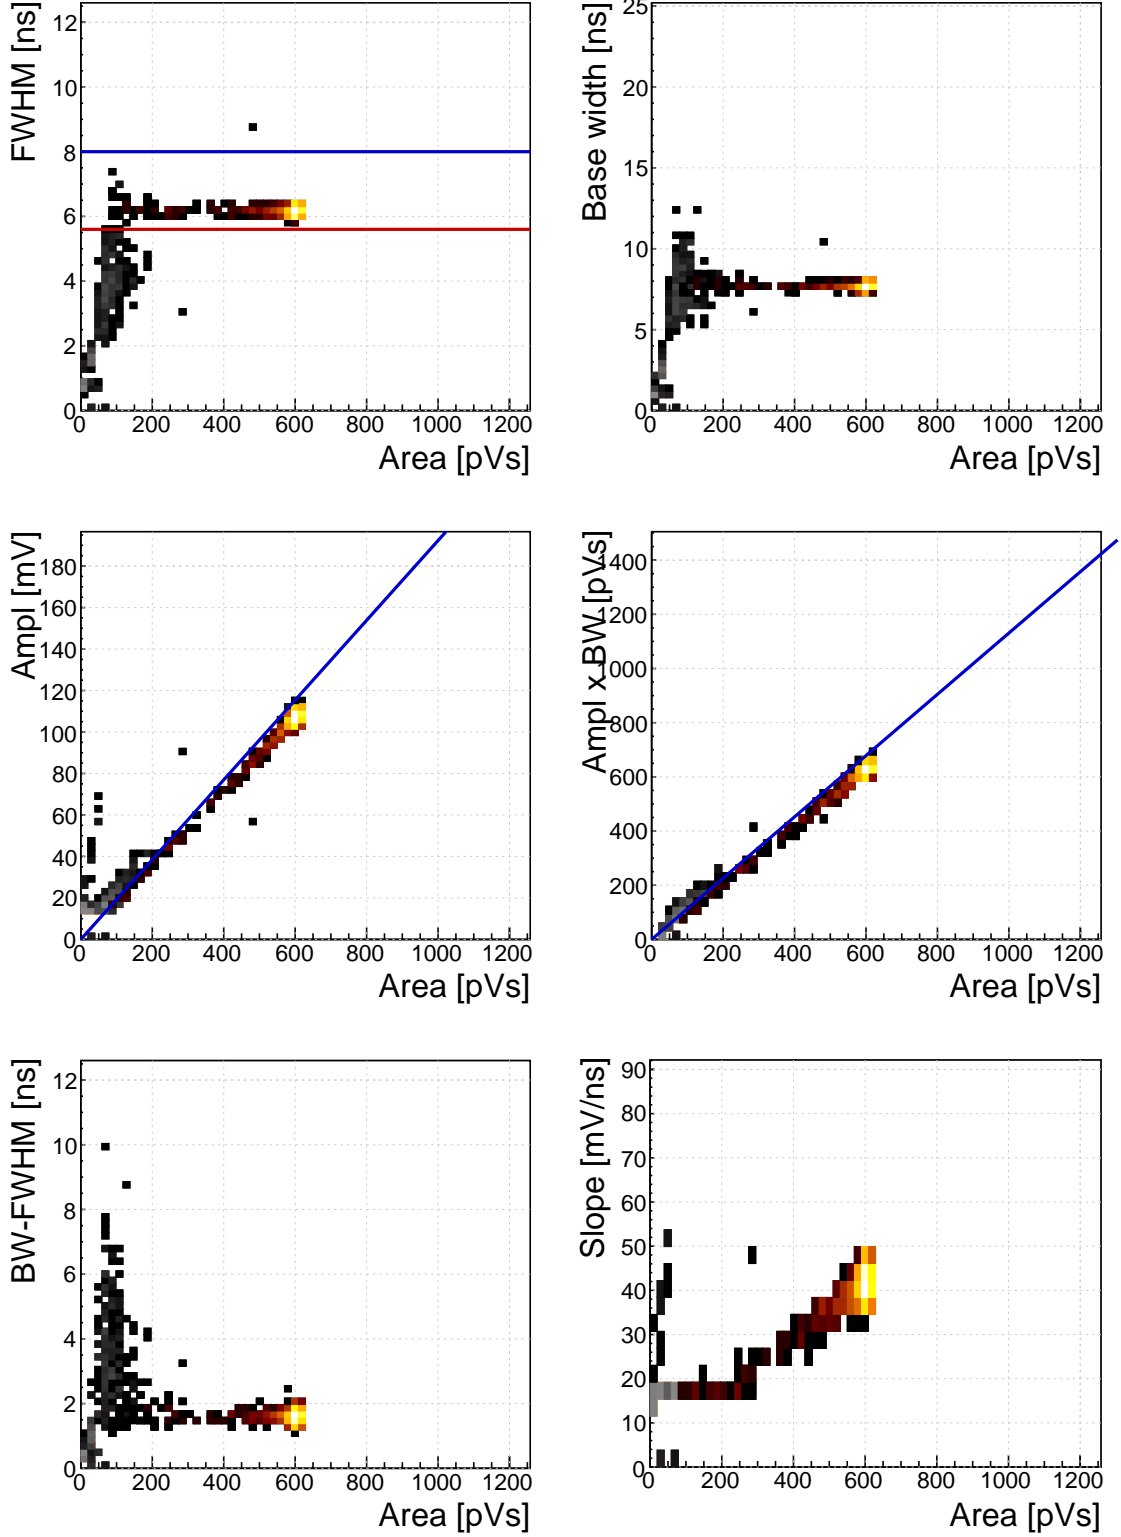 FWHM [ns]
12
10
8
6
4
2
0
0 200 400 600 800 1000 1200
Area [pVs]
Base width [ns]
25
20
15
10
5
0
0 200 400 600 800 1000 1200
Area [pVs]
Ampl [mV]
180
160
140
120
100
80
60
40
20
0
0 200 400 600 800 1000 1200
Area [pVs]
Ampl x BW [pVs]
1400
1200
1000
800
600
400
200
0
0 200 400 600 800 1000 1200
Area [pVs]
BW-FWHM [ns]
12
10
8
6
4
2
0
0 200 400 600 800 1000 1200
Area [pVs]
Slope [mV/ns]
90
80
70
60
50
40
30
20
10
0
0 200 400 600 800 1000 1200
Area [pVs]